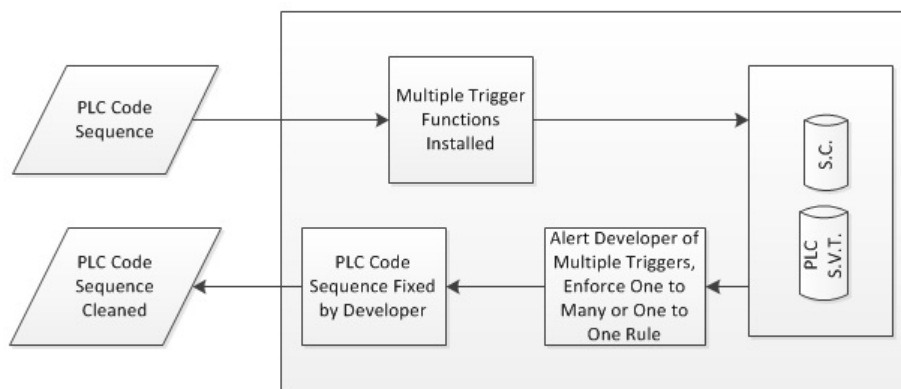 PLC Code
Sequence
Multiple Trigger
Functions
Installed
S.C.
PLC
S.V.T.
Alert Developer of
Multiple Triggers,
Enforce One to
Many or One to
One Rule
PLC Code
Sequence Fixed
by Developer
PLC Code
Sequence
Cleaned